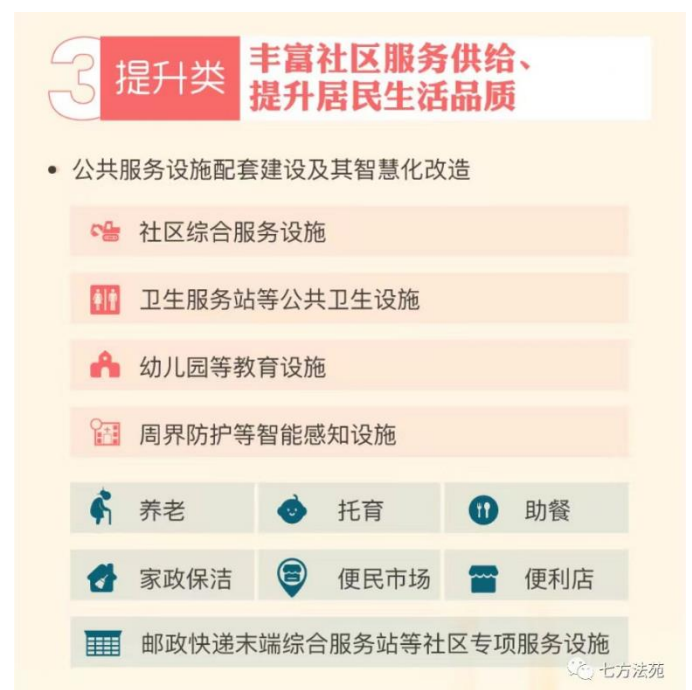 3
提升类
丰富社区服务供给、
提升居民生活品质
• 公共服务设施配套建设及其智慧化改造
社区综合服务设施
卫生服务站等公共卫生设施
幼儿园等教育设施
周界防护等智能感知设施
养老
托育
助餐
家政保洁
便民市场
便利店
邮政快递末端综合服务站等社区专项服务设施
七方法苑